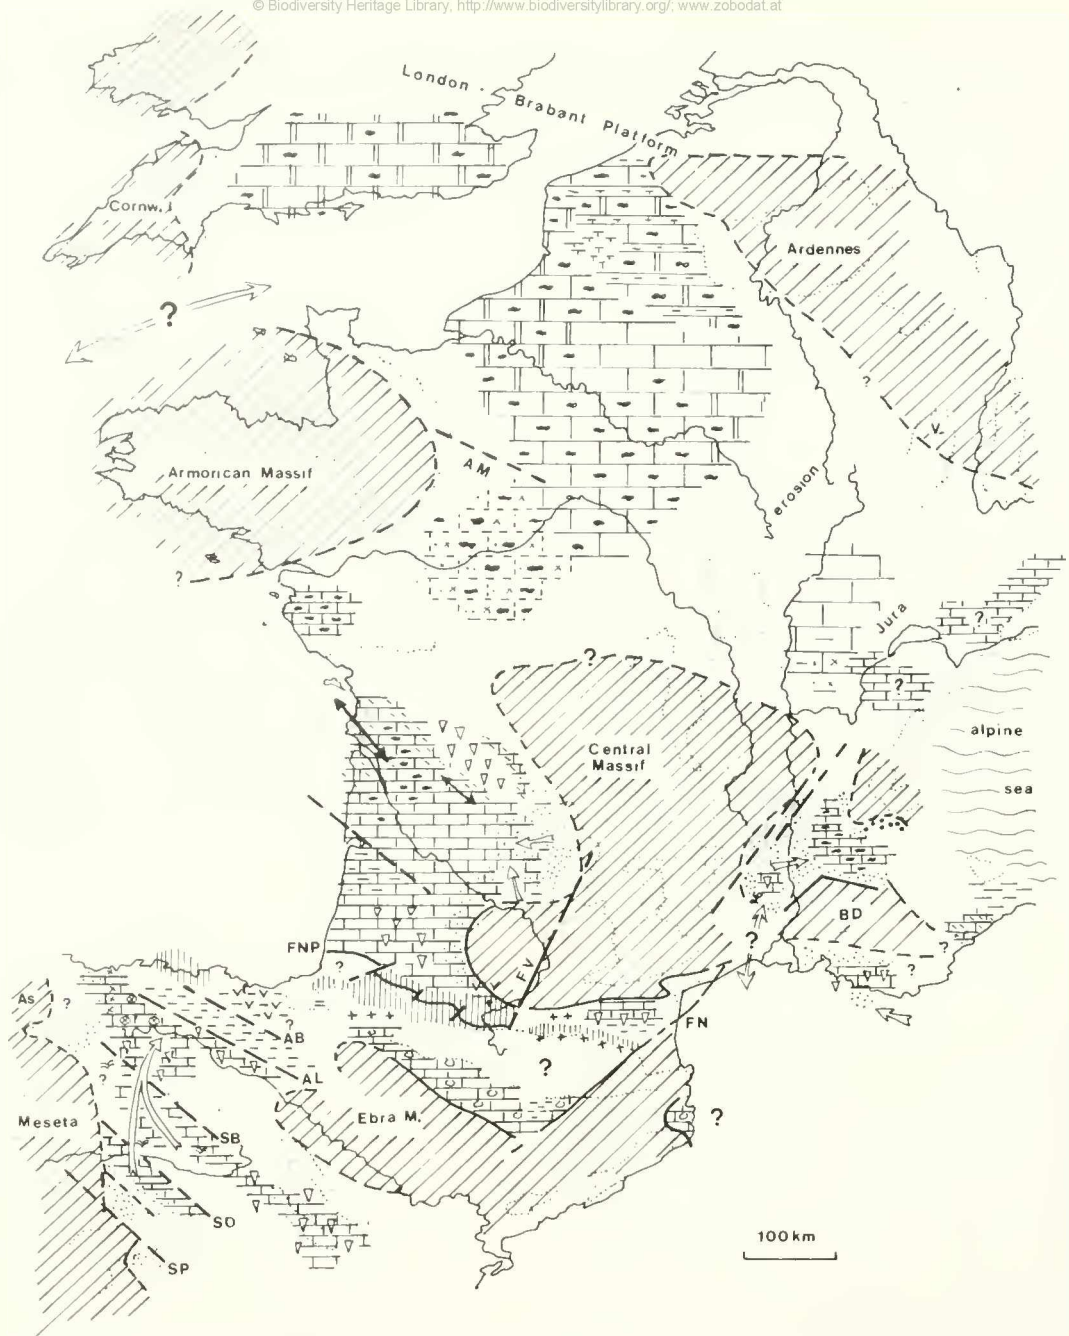 © Biodiversity Heritage Library, http://www.biodiversitylibrary.org/; www.zobodat.at
London - Brabant Platform
Cornw.
Ardennes
?
?
V.
AM
Armorican Massif
erosion
?
Jura
?
?
?
alpine
Central
Massif
sea
BD
?
FNP
FV
?
?
?
As
?
?
AB
FN
?
AL
?
Ebra M.
Meseta
?
SB
SD
SP
100 km